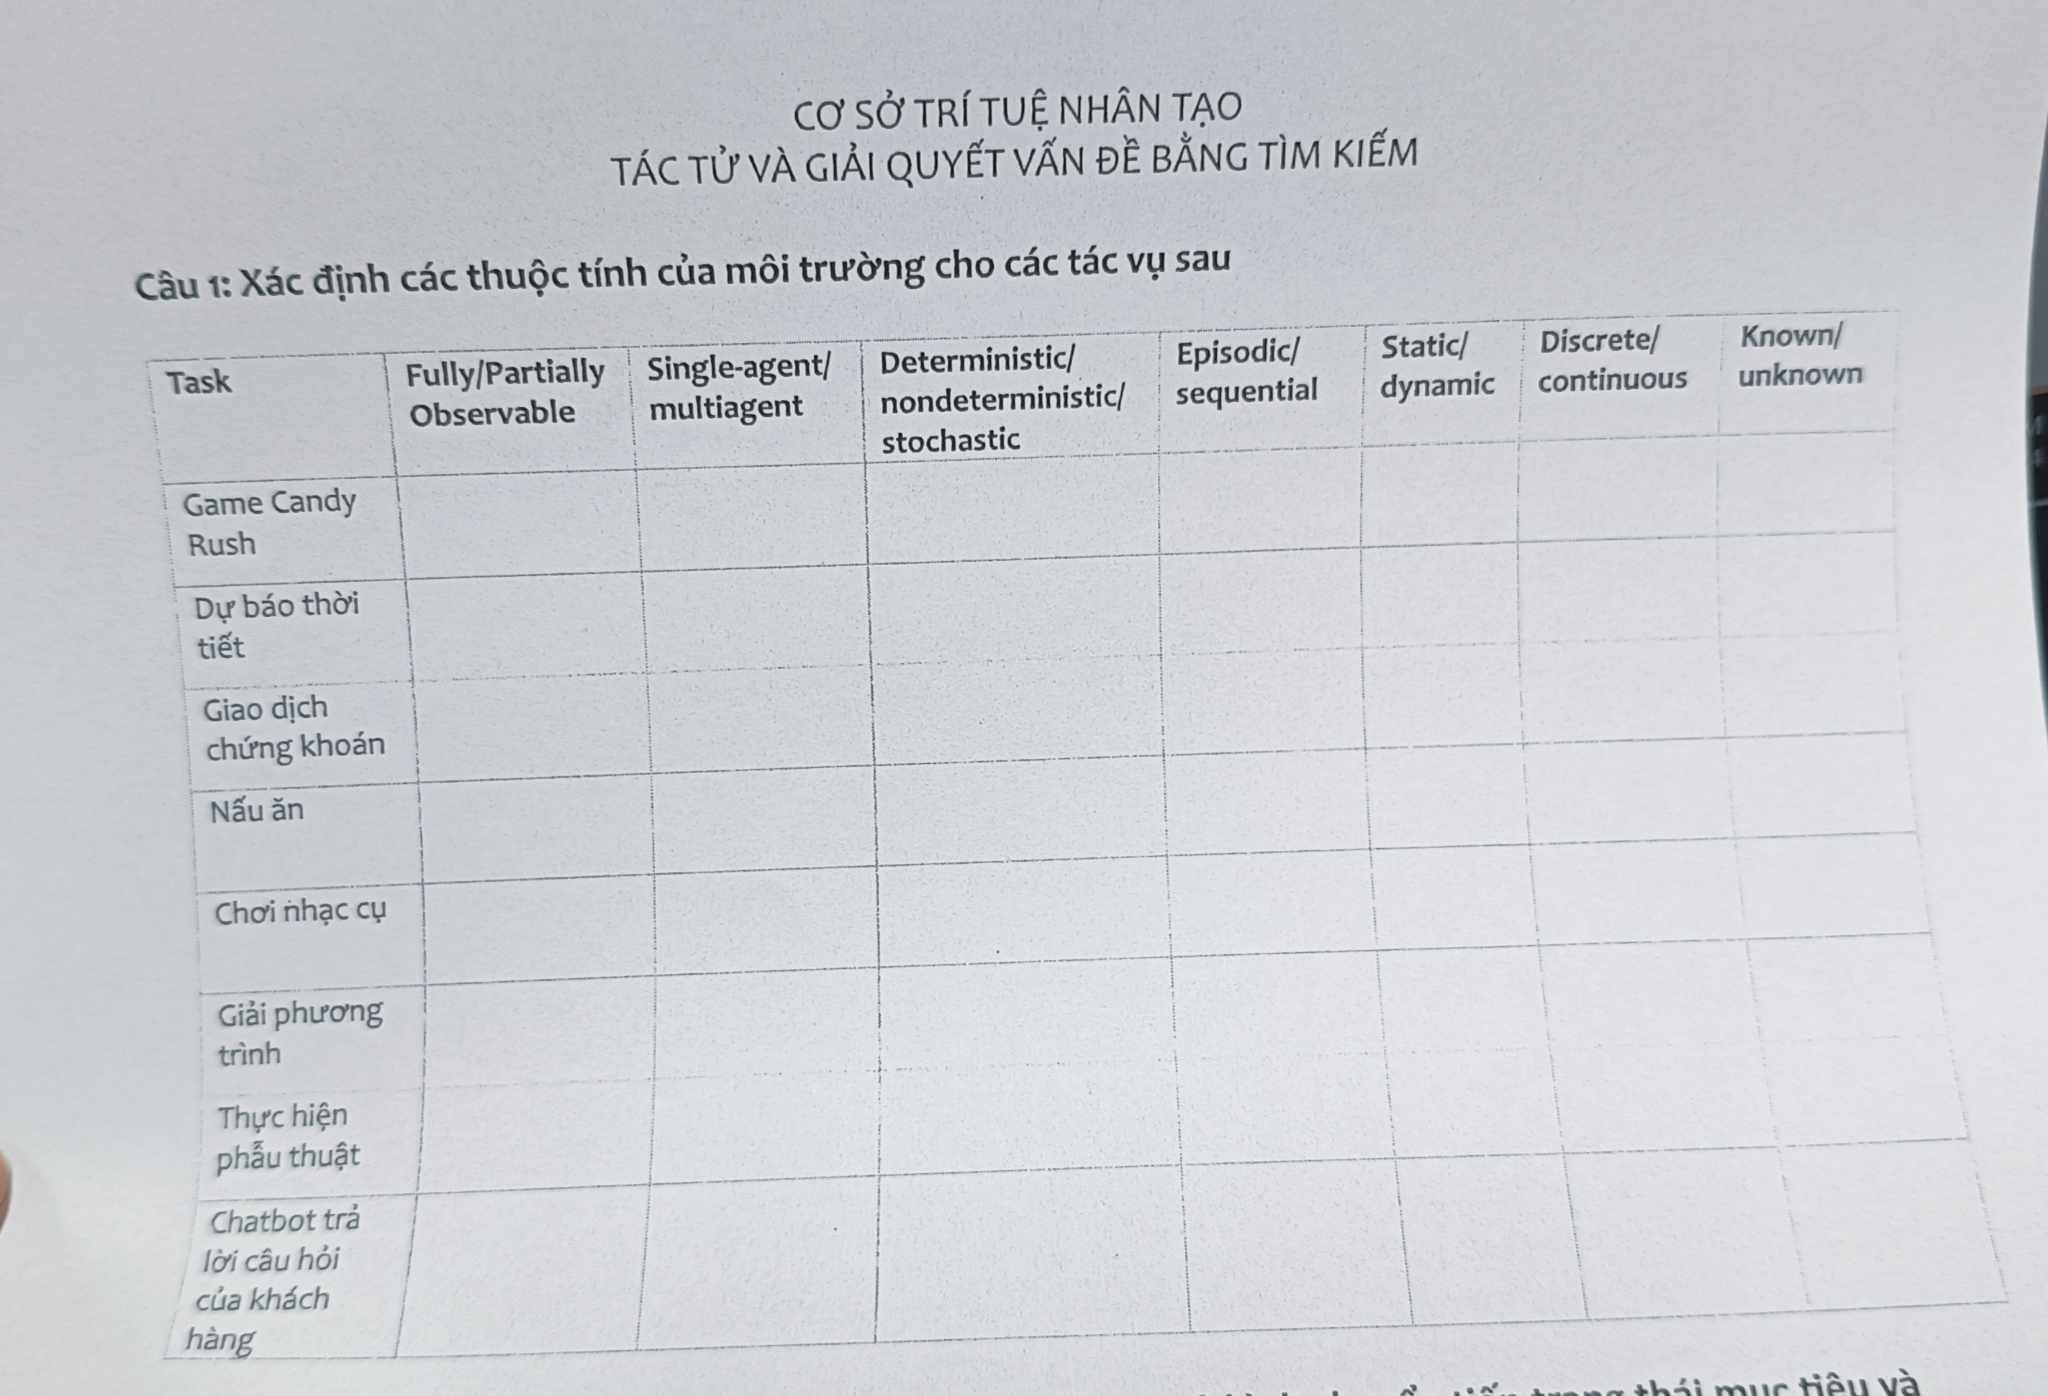 CƠ SỞ TRÍ TUỆ NHÂN TẠO
TÁC TỬ VÀ GIẢI QUYẾT VẤN ĐỀ BẰNG TÌM KIẾM
Câu 1: Xác định các thuộc tính của môi trường cho các tác vụ sau
Task
Fully/Partially
Observable
Single-agent/
multiagent
Deterministic/
nondeterministic/
stochastic
Episodic/
sequential
Static/
dynamic
Discrete/
continuous
Known/
unknown
Game Candy
Rush
Dự báo thời
tiết
Giao dịch
chứng khoán
Nấu ăn
Chơi nhạc cụ
Giải phương
trình
Thực hiện
phẫu thuật
Chatbot trả
lời câu hỏi
của khách
hàng
thái mục tiêu và